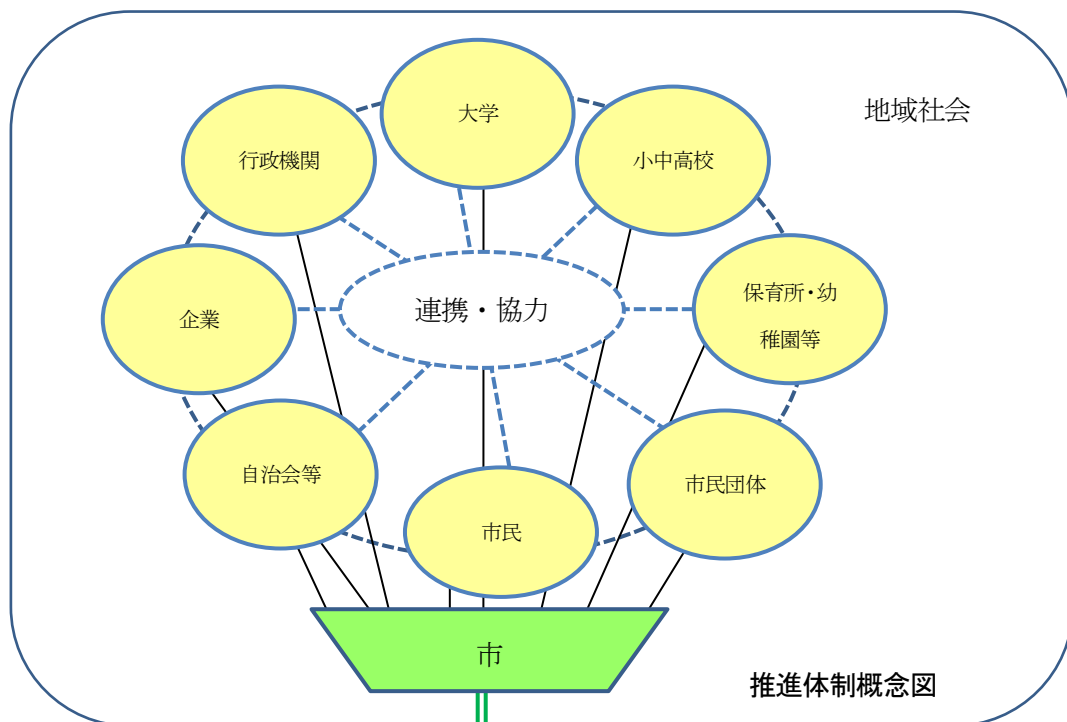 大学
地域社会
行政機関
小中高校
企業
連携・協力
保育所・幼
稚園等
自治会等
市民団体
市民
市
推進体制概念図